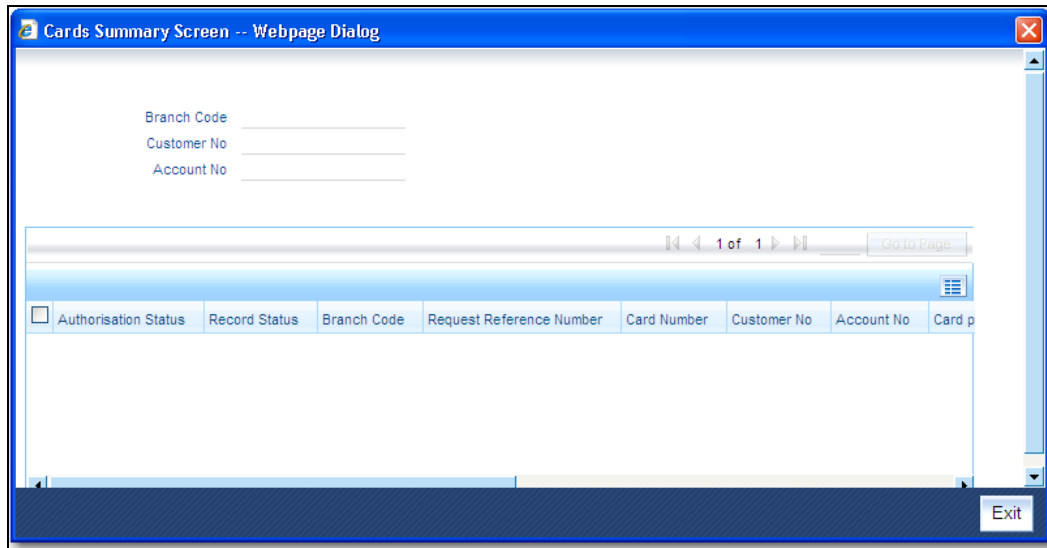 Cards Summary Screen -- Webpage Dialog
Branch Code
Customer No
Account No
1 of 1 Go to Page
Authorisation Status Record Status Branch Code Request Reference Number Card Number Customer No Account No Card p
Exit